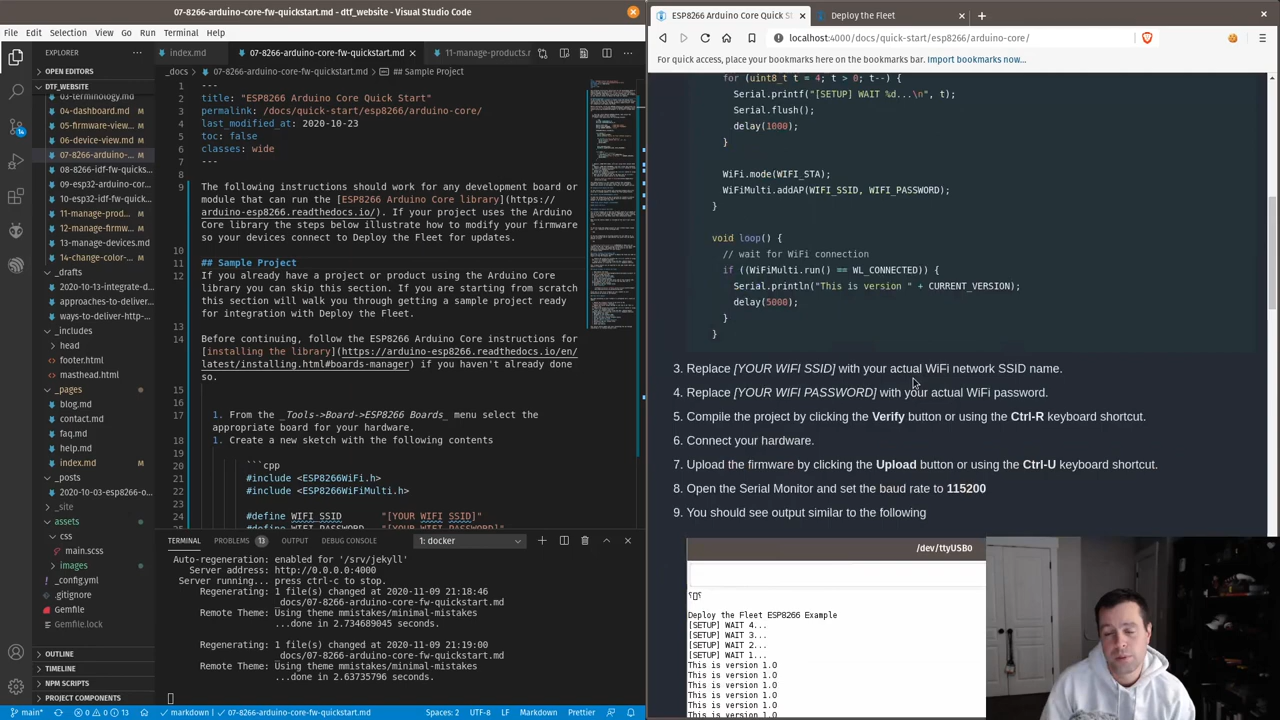 07-8266-arduino-core-fw-quickstart.md - dtf_website - Visual Studio Code
File Edit Selection View Go Run Terminal Help
EXPLORER
OPEN EDITORS
DTF_WEBSITE
03-terminology.md
04-dashboard.md M
05-firmware-view... M
06-device-view.md M
07-8266-arduino-... M
08-8266-idf-fw-quicks...
09-esp32-arduino-... M
10-esp32-idf-fw-quick...
11-manage-prod... M
12-manage-firmw... M
13-manage-devices.md
14-change-color-... M
_drafts
2020-10-13-integrate-d...
approaches-to-deliver...
ways-to-deliver-http-...
_includes
head
footer.html
masthead.html
_pages
blog.md
contact.md
faq.md
help.md
index.md M
_posts
2020-10-03-esp8266-o...
_site
assets
css
main.scss
images
_config.yml
.gitignore
Gemfile
Gemfile.lock
OUTLINE
TIMELINE
NPM SCRIPTS
PROJECT COMPONENTS
index.md 07-8266-arduino-core-fw-quickstart.md M 11-manage-products.m
_docs > 07-8266-arduino-core-fw-quickstart.md > ## Sample Project
1 ---
2 title: "ESP8266 Arduino Core Quick Start"
3 permalink: /docs/quick-start/esp8266/arduino-core/
4 last_modified_at: 2020-10-23
5 toc: false
6 classes: wide
7 ---
8
9 The following instructions should work for any development board or
module that can run the [ESP8266 Arduino Core library](https://
arduino-esp8266.readthedocs.io/). If your project uses the Arduino
Core library the steps below illustrate how to modify your firmware
so your devices connect to Deploy the Fleet for updates.
10
11 ## Sample Project
12 If you already have a project or product using the Arduino Core
library you can skip this section. If you are starting from scratch
this section will walk you through getting a sample project ready
for integration with Deploy the Fleet.
13
14 Before continuing, follow the ESP8266 Arduino Core instructions for
[installing the library](https://arduino-esp8266.readthedocs.io/en/
latest/installing.html#boards-manager) if you haven't already done
so.
15
16
17 1. From the _Tools->Board->ESP8266 Boards_ menu select the
appropriate board for your hardware.
18 1. Create a new sketch with the following contents
19
20 ```cpp
21 #include <ESP8266WiFi.h>
22 #include <ESP8266WiFiMulti.h>
23
24 #define WIFI_SSID "[YOUR WIFI SSID]"
25 #define WIFI_PASSWORD "[YOUR WIFI PASSWORD]"
TERMINAL PROBLEMS 13 OUTPUT DEBUG CONSOLE 1: docker
Auto-regeneration: enabled for '/srv/jekyll'
Server address: http://0.0.0.0:4000
Server running... press ctrl-c to stop.
Regenerating: 1 file(s) changed at 2020-11-09 21:18:46
_docs/07-8266-arduino-core-fw-quickstart.md
Remote Theme: Using theme mmistakes/minimal-mistakes
...done in 2.734689045 seconds.
Regenerating: 1 file(s) changed at 2020-11-09 21:19:00
_docs/07-8266-arduino-core-fw-quickstart.md
Remote Theme: Using theme mmistakes/minimal-mistakes
...done in 2.63735796 seconds.
main* 0 0 13 markdown | 07-8266-arduino-core-fw-quickstart.md Spaces: 2 UTF-8 LF Markdown Prettier
ESP8266 Arduino Core Quick St Deploy the Fleet
localhost:4000/docs/quick-start/esp8266/arduino-core/
For quick access, place your bookmarks here on the bookmarks bar. Import bookmarks now...
for (uint8_t t = 4; t > 0; t--) {
Serial.printf("[SETUP] WAIT %d...\n", t);
Serial.flush();
delay(1000);
}
WiFi.mode(WIFI_STA);
WiFiMulti.addAP(WIFI_SSID, WIFI_PASSWORD);
}
void loop() {
// wait for WiFi connection
if ((WiFiMulti.run() == WL_CONNECTED)) {
Serial.println("This is version " + CURRENT_VERSION);
delay(5000);
}
}
3. Replace [YOUR WIFI SSID] with your actual WiFi network SSID name.
4. Replace [YOUR WIFI PASSWORD] with your actual WiFi password.
5. Compile the project by clicking the Verify button or using the Ctrl-R keyboard shortcut.
6. Connect your hardware.
7. Upload the firmware by clicking the Upload button or using the Ctrl-U keyboard shortcut.
8. Open the Serial Monitor and set the baud rate to 115200
9. You should see output similar to the following
/dev/ttyUSB0
Deploy the Fleet ESP8266 Example
[SETUP] WAIT 4...
[SETUP] WAIT 3...
[SETUP] WAIT 2...
[SETUP] WAIT 1...
This is version 1.0
This is version 1.0
This is version 1.0
This is version 1.0
This is version 1.0
This is version 1.0